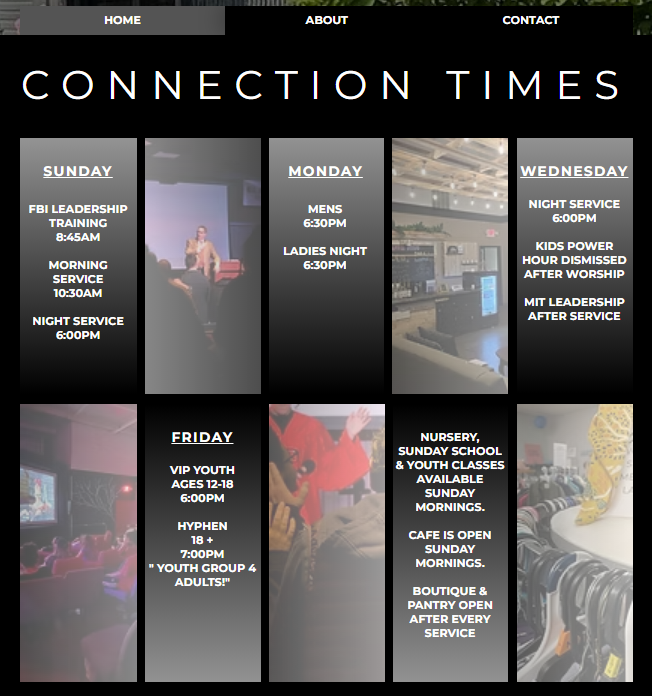 HOME
ABOUT
CONTACT
CONNECTION TIMES
SUNDAY
FBI LEADERSHIP
TRAINING
8:45AM
MORNING
SERVICE
10:30AM
NIGHT SERVICE
6:00PM
MONDAY
MENS
6:30PM
LADIES NIGHT
6:30PM
WEDNESDAY
NIGHT SERVICE
6:00PM
KIDS POWER
HOUR DISMISSED
AFTER WORSHIP
MIT LEADERSHIP
AFTER SERVICE
FRIDAY
VIP YOUTH
AGES 12-18
6:00PM
HYPHEN
18 +
7:00PM
" YOUTH GROUP 4
ADULTS!"
NURSERY,
SUNDAY SCHOOL
& YOUTH CLASSES
AVAILABLE
SUNDAY
MORNINGS.
CAFE IS OPEN
SUNDAY
MORNINGS.
BOUTIQUE &
PANTRY OPEN
AFTER EVERY
SERVICE